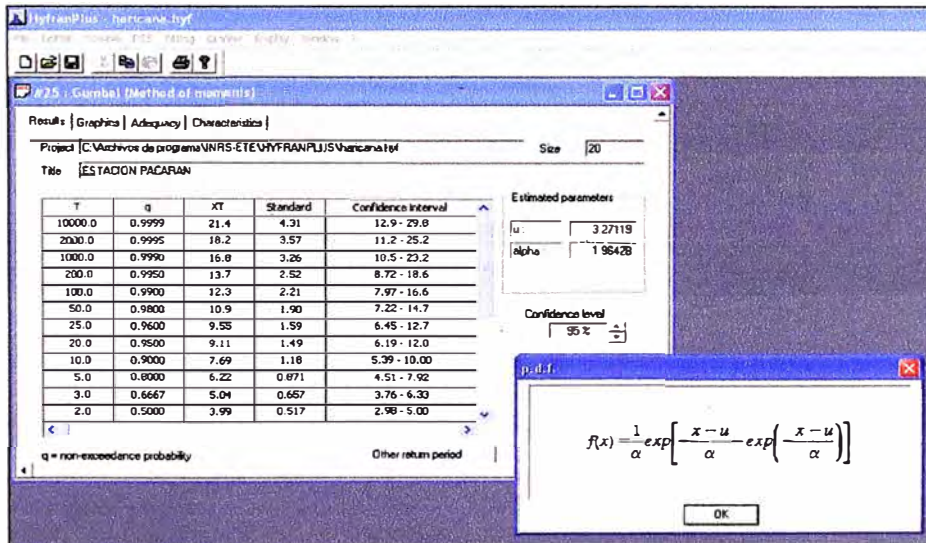 HyfranPlus - haricana.hyf
#25 : Gumbel (Method of moments)
Results Graphics Adequacy Characteristics
Project C:\Archivos de programa\INRS-ETE\HYFRANPLUS\haricana.hyf Size 20
Title ESTACION PACARAN
T q XT Standard Confidence interval
10000.0 0.9999 21.4 4.31 12.9 - 29.8
2000.0 0.9995 18.2 3.57 11.2 - 25.2
1000.0 0.9990 16.8 3.26 10.5 - 23.2
200.0 0.9950 13.7 2.52 8.72 - 18.6
100.0 0.9900 12.3 2.21 7.97 - 16.6
50.0 0.9800 10.9 1.90 7.22 - 14.7
25.0 0.9600 9.55 1.59 6.45 - 12.7
20.0 0.9500 9.11 1.49 6.19 - 12.0
10.0 0.9000 7.69 1.18 5.39 - 10.00
5.0 0.8000 6.22 0.871 4.51 - 7.92
3.0 0.6667 5.04 0.657 3.76 - 6.33
2.0 0.5000 3.99 0.517 2.98 - 5.00
q = non-exceedance probability Other return period
Estimated parameters
u : 3.27119
alpha 1.96428
Confidence level
95 %
p.d.f.
f(x) = 1/α exp[- x - u/α - exp(- x - u/α)]
OK